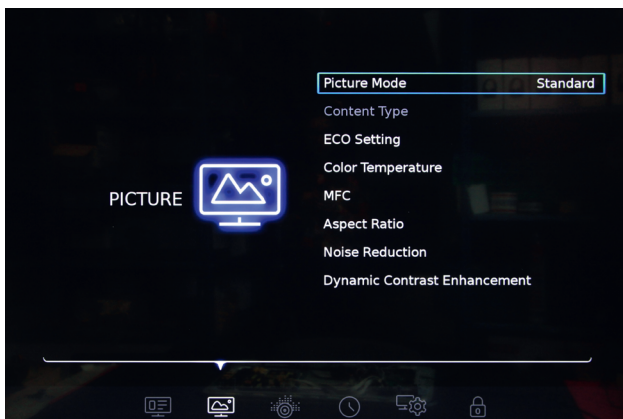 PICTURE
Picture Mode Standard
Content Type
ECO Setting
Color Temperature
MFC
Aspect Ratio
Noise Reduction
Dynamic Contrast Enhancement